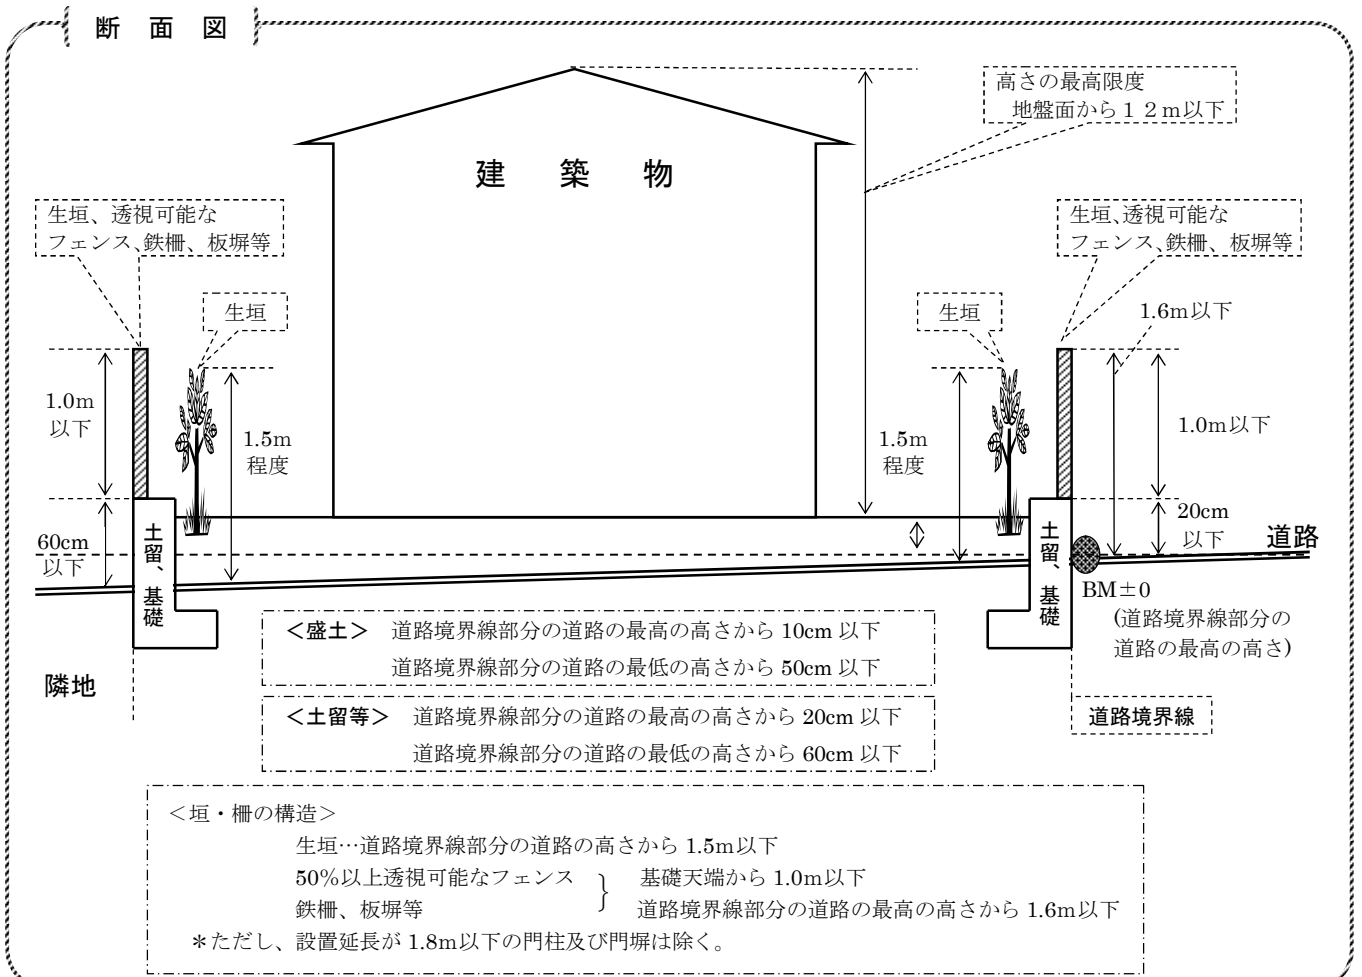 断 面 図
高さの最高限度
地盤面から１２ｍ以下
建 築 物
生垣、透視可能な
フェンス、鉄柵、板塀等
生垣、透視可能な
フェンス、鉄柵、板塀等
生垣
生垣
1.6ｍ以下
1.0ｍ
以下
1.5ｍ
程度
1.5ｍ
程度
1.0ｍ以下
60cm
以下
土留、基礎
土留、基礎
20cm
以下
道路
BM±0
(道路境界線部分の
道路の最高の高さ)
隣地
道路境界線
＜盛土＞ 道路境界線部分の道路の最高の高さから 10cm 以下
道路境界線部分の道路の最低の高さから 50cm 以下
＜土留等＞ 道路境界線部分の道路の最高の高さから 20cm 以下
道路境界線部分の道路の最低の高さから 60cm 以下
＜垣・柵の構造＞
生垣…道路境界線部分の道路の高さから 1.5ｍ以下
50％以上透視可能なフェンス 基礎天端から 1.0ｍ以下
鉄柵、板塀等 道路境界線部分の道路の最高の高さから 1.6ｍ以下
＊ただし、設置延長が 1.8ｍ以下の門柱及び門塀は除く。